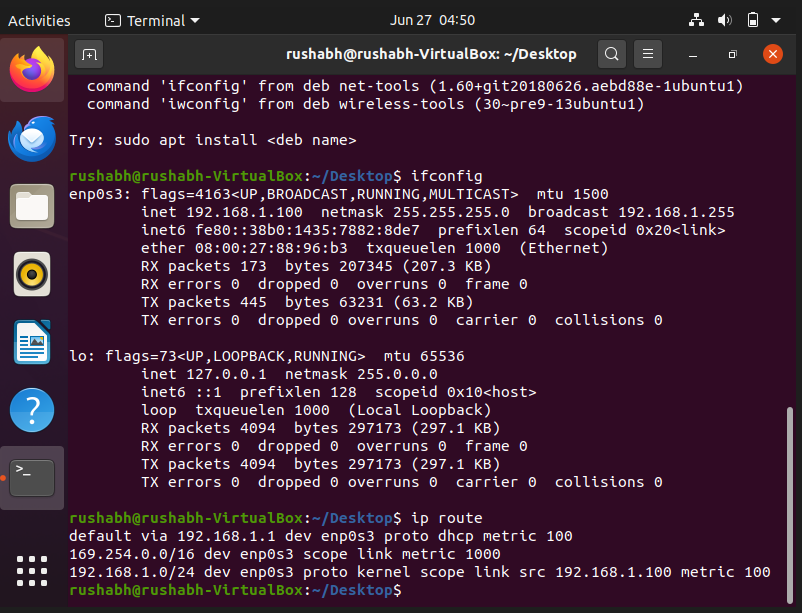 Activities
Terminal
Jun 27 04:50
rushabh@rushabh-VirtualBox: ~/Desktop
command 'ifconfig' from deb net-tools (1.60+git20180626.aebd88e-1ubuntu1)
command 'iwconfig' from deb wireless-tools (30~pre9-13ubuntu1)
Try: sudo apt install <deb name>
rushabh@rushabh-VirtualBox:~/Desktop$ ifconfig
enp0s3: flags=4163<UP,BROADCAST,RUNNING,MULTICAST>  mtu 1500
inet 192.168.1.100  netmask 255.255.255.0  broadcast 192.168.1.255
inet6 fe80::38b0:1435:7882:8de7  prefixlen 64  scopeid 0x20<link>
ether 08:00:27:88:96:b3  txqueuelen 1000  (Ethernet)
RX packets 173  bytes 207345 (207.3 KB)
RX errors 0  dropped 0  overruns 0  frame 0
TX packets 445  bytes 63231 (63.2 KB)
TX errors 0  dropped 0 overruns 0  carrier 0  collisions 0
lo: flags=73<UP,LOOPBACK,RUNNING>  mtu 65536
inet 127.0.0.1  netmask 255.0.0.0
inet6 ::1  prefixlen 128  scopeid 0x10<host>
loop  txqueuelen 1000  (Local Loopback)
RX packets 4094  bytes 297173 (297.1 KB)
RX errors 0  dropped 0  overruns 0  frame 0
TX packets 4094  bytes 297173 (297.1 KB)
TX errors 0  dropped 0 overruns 0  carrier 0  collisions 0
rushabh@rushabh-VirtualBox:~/Desktop$ ip route
default via 192.168.1.1 dev enp0s3 proto dhcp metric 100
169.254.0.0/16 dev enp0s3 scope link metric 1000
192.168.1.0/24 dev enp0s3 proto kernel scope link src 192.168.1.100 metric 100
rushabh@rushabh-VirtualBox:~/Desktop$